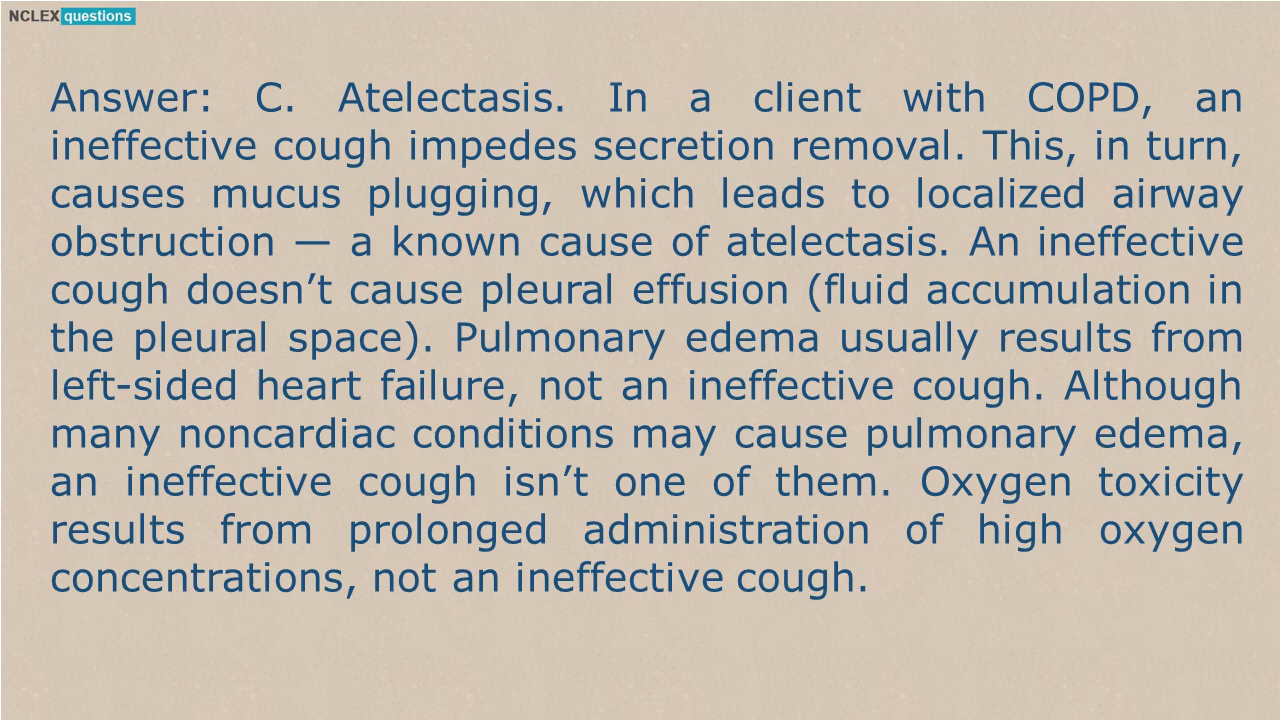 NCLEX questions
Answer: C. Atelectasis. In a client with COPD, an
ineffective cough impedes secretion removal. This, in turn,
causes mucus plugging, which leads to localized airway
obstruction — a known cause of atelectasis. An ineffective
cough doesn’t cause pleural effusion (fluid accumulation in
the pleural space). Pulmonary edema usually results from
left-sided heart failure, not an ineffective cough. Although
many noncardiac conditions may cause pulmonary edema,
an ineffective cough isn’t one of them. Oxygen toxicity
results from prolonged administration of high oxygen
concentrations, not an ineffective cough.